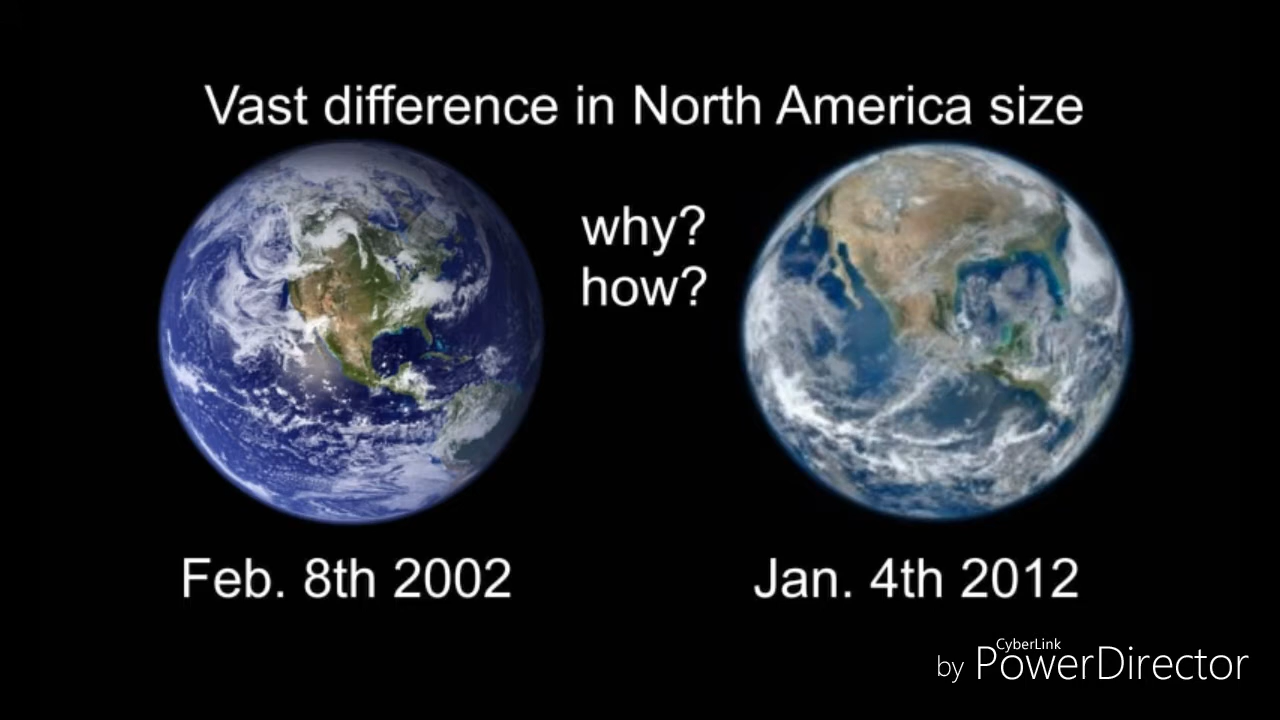 Vast difference in North America size
why?
how?
Feb. 8th 2002
Jan. 4th 2012
CyberLink
by PowerDirector